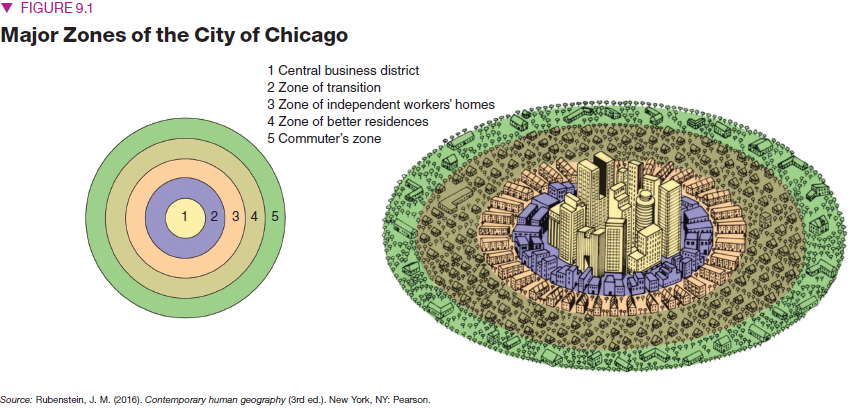 ▼ FIGURE 9.1
Major Zones of the City of Chicago
1 Central business district
2 Zone of transition
3 Zone of independent workers' homes
4 Zone of better residences
5 Commuter's zone
1 2 3 4 5
Source: Rubenstein, J. M. (2016). Contemporary human geography (3rd ed.). New York, NY: Pearson.